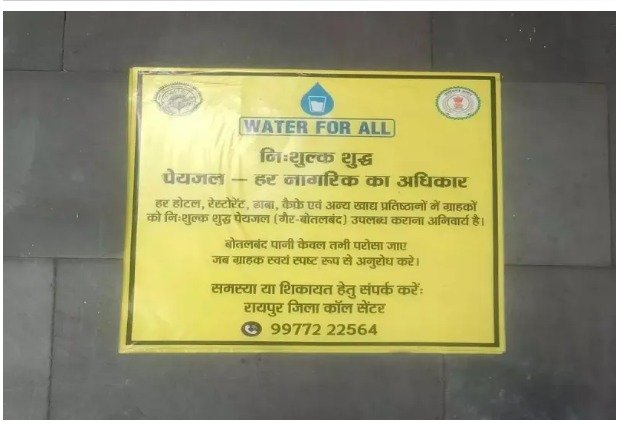 WATER FOR ALL
निःशुल्क शुद्ध
पेयजल – हर नागरिक का अधिकार
हर होटल, रेस्टोरेंट, ढाबा, कैफे एवं अन्य खाद्य प्रतिष्ठानों में ग्राहकों
को निःशुल्क शुद्ध पेयजल (गैर-बोतलबंद) उपलब्ध कराना अनिवार्य है।
बोतलबंद पानी केवल तभी परोसा जाए
जब ग्राहक स्वयं स्पष्ट रूप से अनुरोध करे।
समस्या या शिकायत हेतु संपर्क करें:
रायपुर जिला कॉल सेंटर
99772 22564